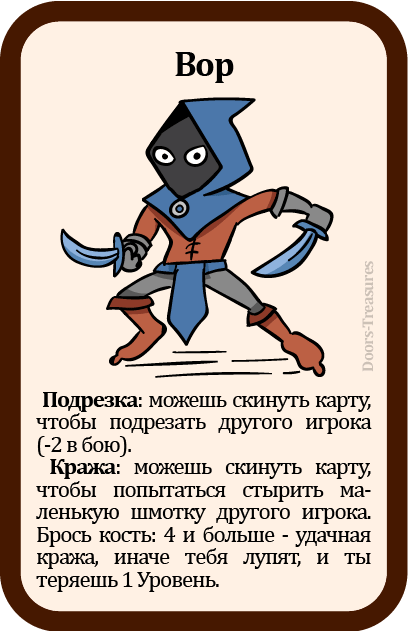 Вор
Doors-Treasures
Подрезка: можешь скинуть карту,
чтобы подрезать другого игрока
(-2 в бою).
Кража: можешь скинуть карту,
чтобы попытаться стырить ма-
ленькую шмотку другого игрока.
Брось кость: 4 и больше - удачная
кража, иначе тебя лупят, и ты
теряешь 1 Уровень.